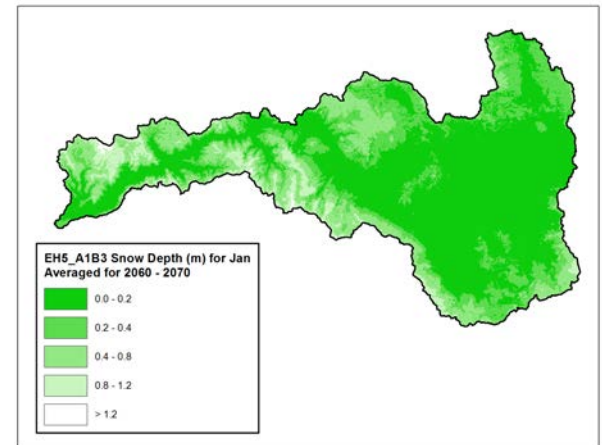 EH5_A1B3 Snow Depth (m) for Jan
Averaged for 2060 - 2070
0.0 - 0.2
0.2 - 0.4
0.4 - 0.8
0.8 - 1.2
> 1.2